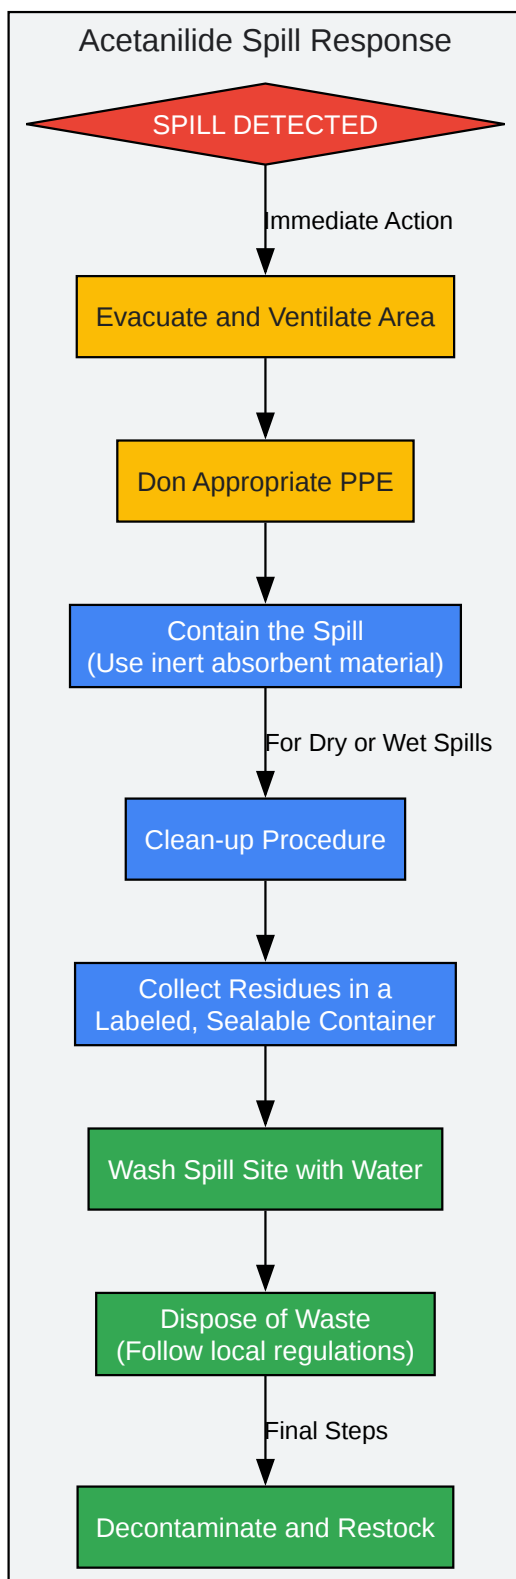 Acetanilide Spill Response
SPILL DETECTED
Immediate Action
Evacuate and Ventilate Area
Don Appropriate PPE
Contain the Spill
(Use inert absorbent material)
For Dry or Wet Spills
Clean-up Procedure
Collect Residues in a
Labeled, Sealable Container
Wash Spill Site with Water
Dispose of Waste
(Follow local regulations)
Final Steps
Decontaminate and Restock